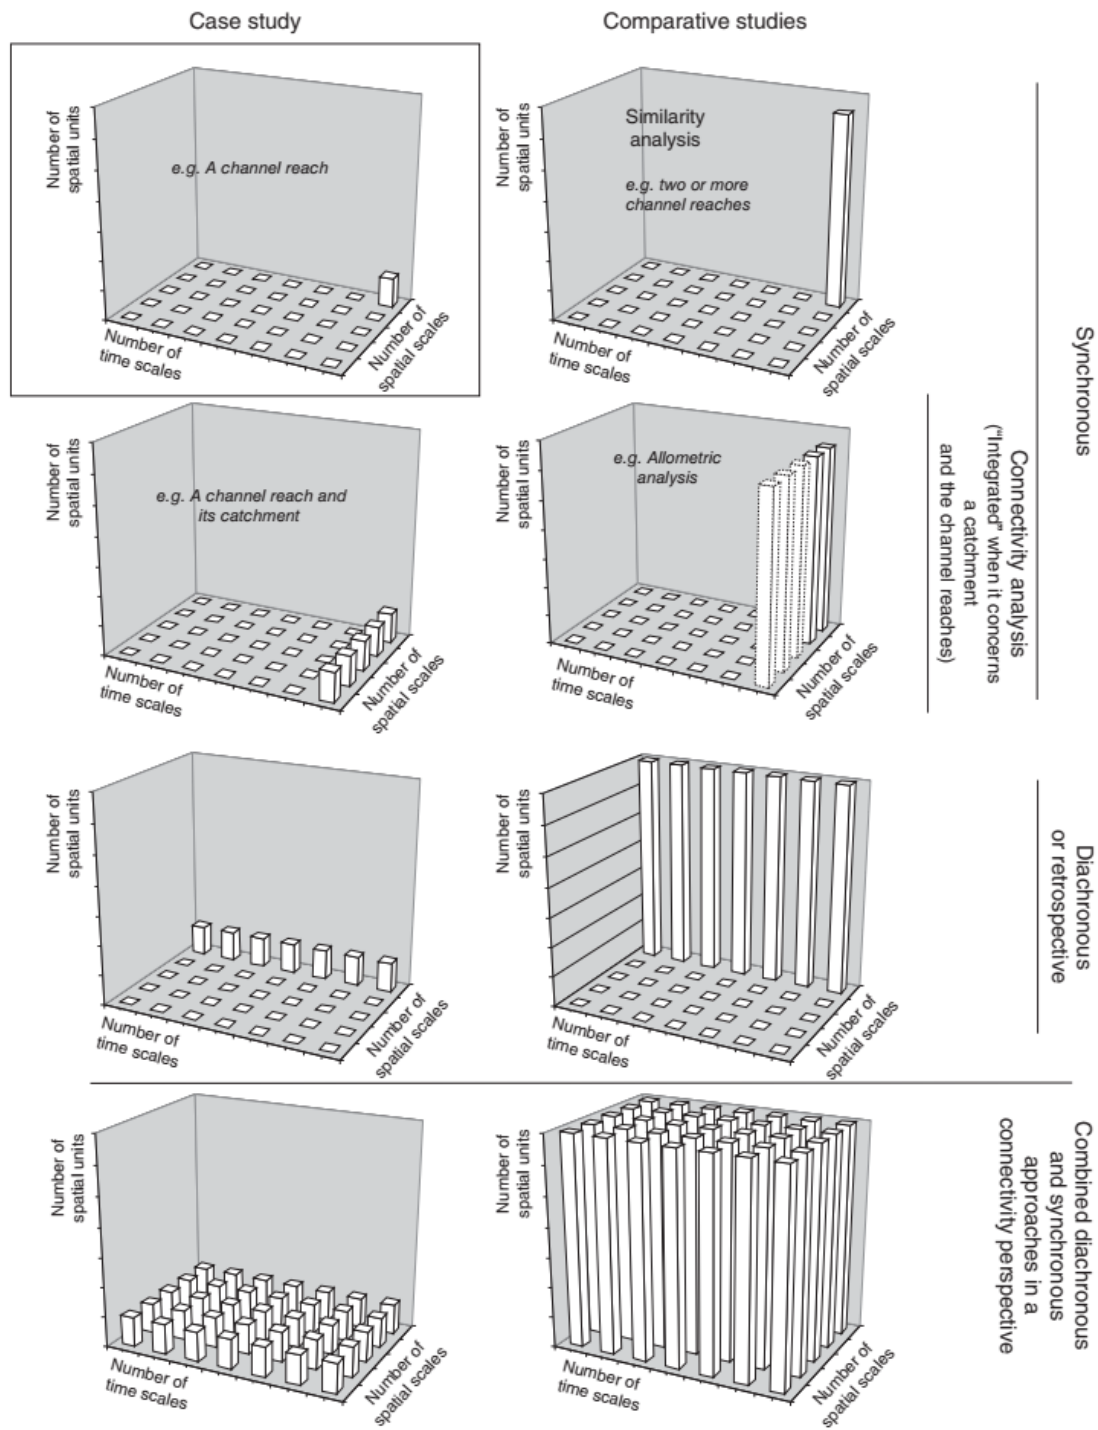 Case study
Comparative studies
Number of
spatial units
e.g. A channel reach
Number of
time scales
Number of
spatial scales
Number of
spatial units
Similarity
analysis
e.g. two or more
channel reaches
Number of
time scales
Number of
spatial scales
Synchronous
Number of
spatial units
e.g. A channel reach and
its catchment
Number of
time scales
Number of
spatial scales
Number of
spatial units
e.g. Allometric
analysis
Number of
time scales
Number of
spatial scales
Connectivity analysis
("Integrated" when it concerns
a catchment
and the channel reaches)
Number of
spatial units
Number of
time scales
Number of
spatial scales
Number of
spatial units
Number of
time scales
Number of
spatial scales
Diachronous
or retrospective
Number of
spatial units
Number of
time scales
Number of
spatial scales
Number of
spatial units
Number of
time scales
Number of
spatial scales
Combined diachronous
and synchronous
approaches in a
connectivity perspective